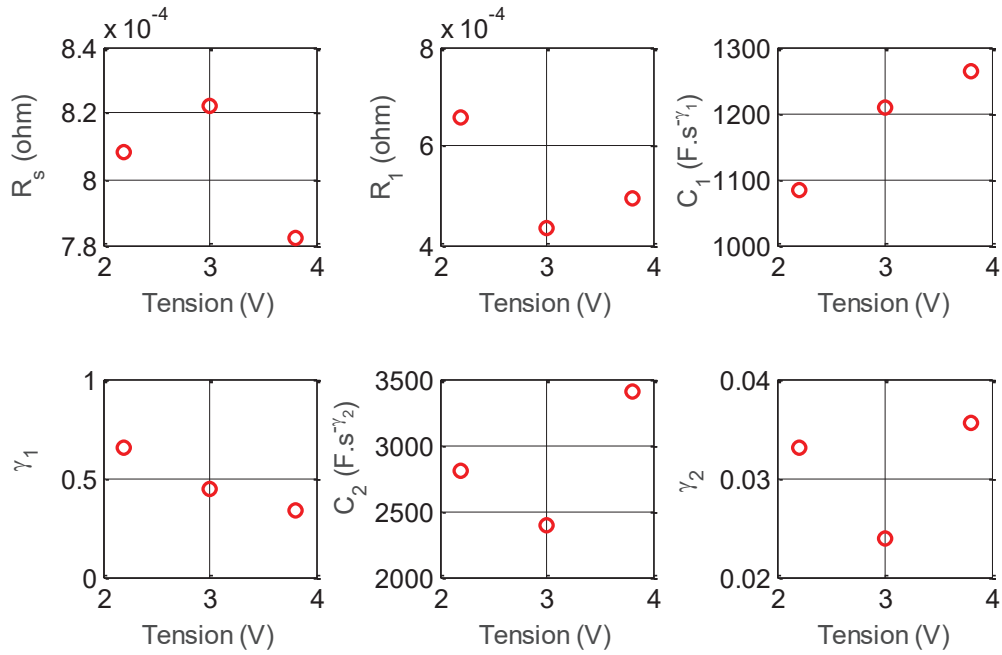 x 10⁻⁴
8.4
8.2
8
7.8
R_s (ohm)
2 3 4
Tension (V)
x 10⁻⁴
8
6
4
R_1 (ohm)
2 3 4
Tension (V)
1300
1200
1100
1000
C_1 (F.s^-γ_1)
2 3 4
Tension (V)
1
0.5
0
γ_1
2 3 4
Tension (V)
3500
3000
2500
2000
C_2 (F.s^-γ_2)
2 3 4
Tension (V)
0.04
0.03
0.02
γ_2
2 3 4
Tension (V)